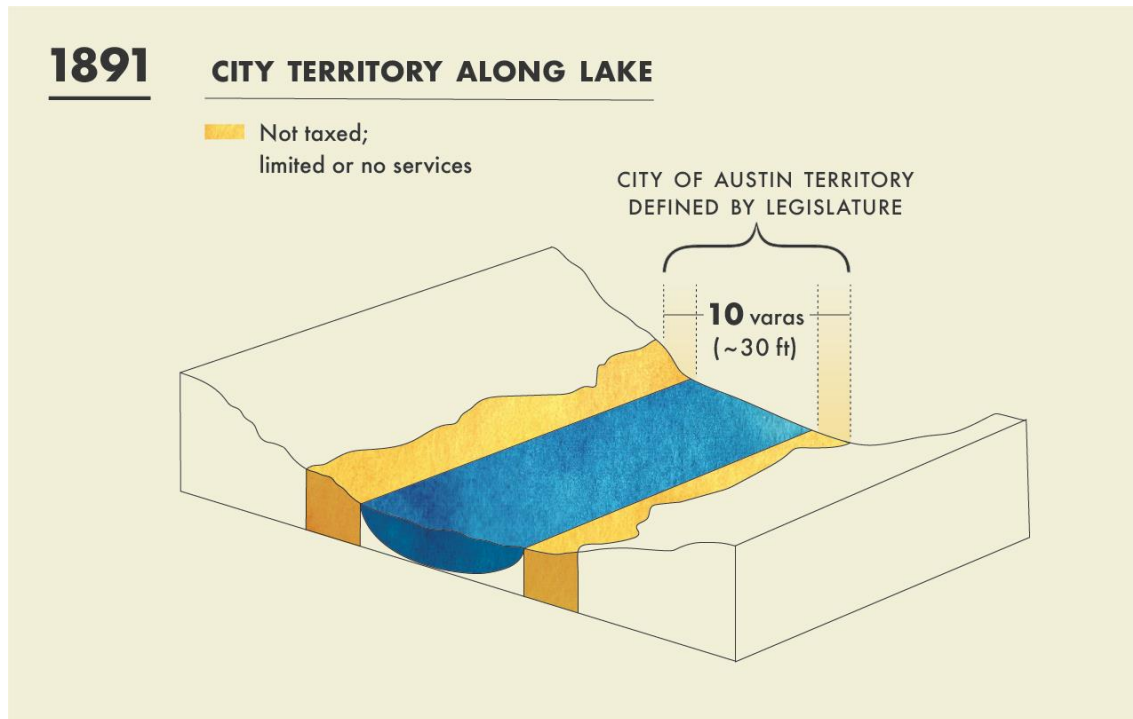 1891
CITY TERRITORY ALONG LAKE
Not taxed;
limited or no services
CITY OF AUSTIN TERRITORY
DEFINED BY LEGISLATURE
10 varas
(~30 ft)